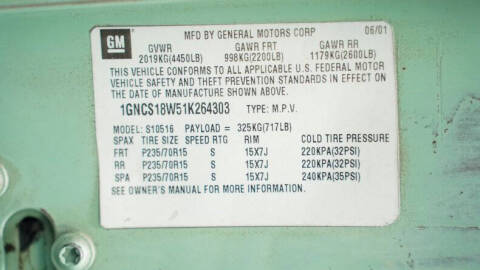 GM MFD BY GENERAL MOTORS CORP 06/01
GVWR GAWR FRT GAWR RR
2019KG(4450LB) 998KG(2200LB) 1179KG(2600LB)
THIS VEHICLE CONFORMS TO ALL APPLICABLE U.S. FEDERAL MOTOR
VEHICLE SAFETY AND THEFT PREVENTION STANDARDS IN EFFECT ON
THE DATE OF MANUFACTURE SHOWN ABOVE.
1GNCS18W51K264303 TYPE: M.P.V.
MODEL: S10516 PAYLOAD = 325KG(717LB)
SPAX TIRE SIZE SPEED RTG RIM COLD TIRE PRESSURE
FRT P235/70R15 S 15X7J 220KPA(32PSI)
RR P235/70R15 S 15X7J 220KPA(32PSI)
SPA P235/70R15 S 15X7J 240KPA(35PSI)
SEE OWNER'S MANUAL FOR MORE INFORMATION.